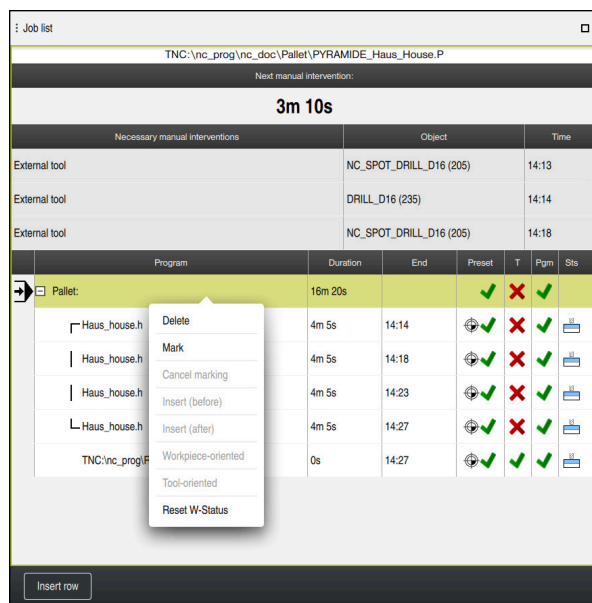 Job list
TNC:\nc_prog\nc_doc\Pallet\PYRAMIDE_Haus_House.P
Next manual intervention:
3m 10s
Necessary manual interventions Object Time
External tool NC_SPOT_DRILL_D16 (205) 14:13
External tool DRILL_D16 (235) 14:14
External tool NC_SPOT_DRILL_D16 (205) 14:18
Program Duration End Preset T Pgm Sts
Pallet: 16m 20s
Haus_house.h 4m 5s 14:14
Haus_house.h 4m 5s 14:18
Haus_house.h 4m 5s 14:23
Haus_house.h 4m 5s 14:27
TNC:\nc_prog\ 0s 14:27
Delete
Mark
Cancel marking
Insert (before)
Insert (after)
Workpiece-oriented
Tool-oriented
Reset W-Status
Insert row